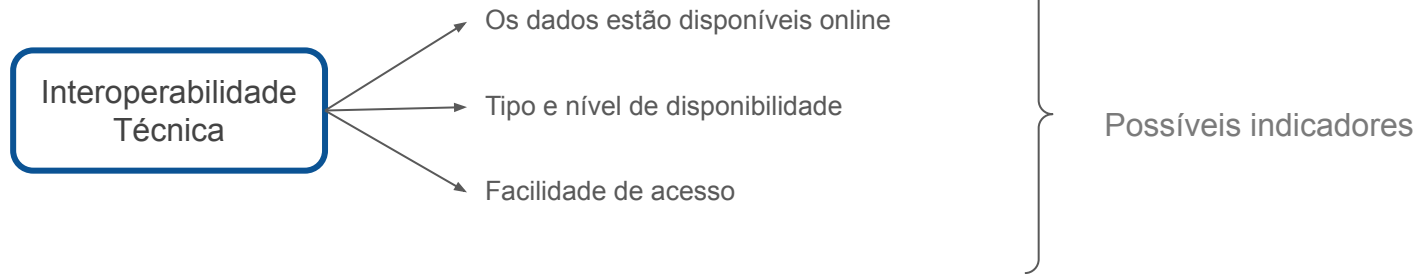 Interoperabilidade
Técnica
Os dados estão disponíveis online
Tipo e nível de disponibilidade
Facilidade de acesso
Possíveis indicadores